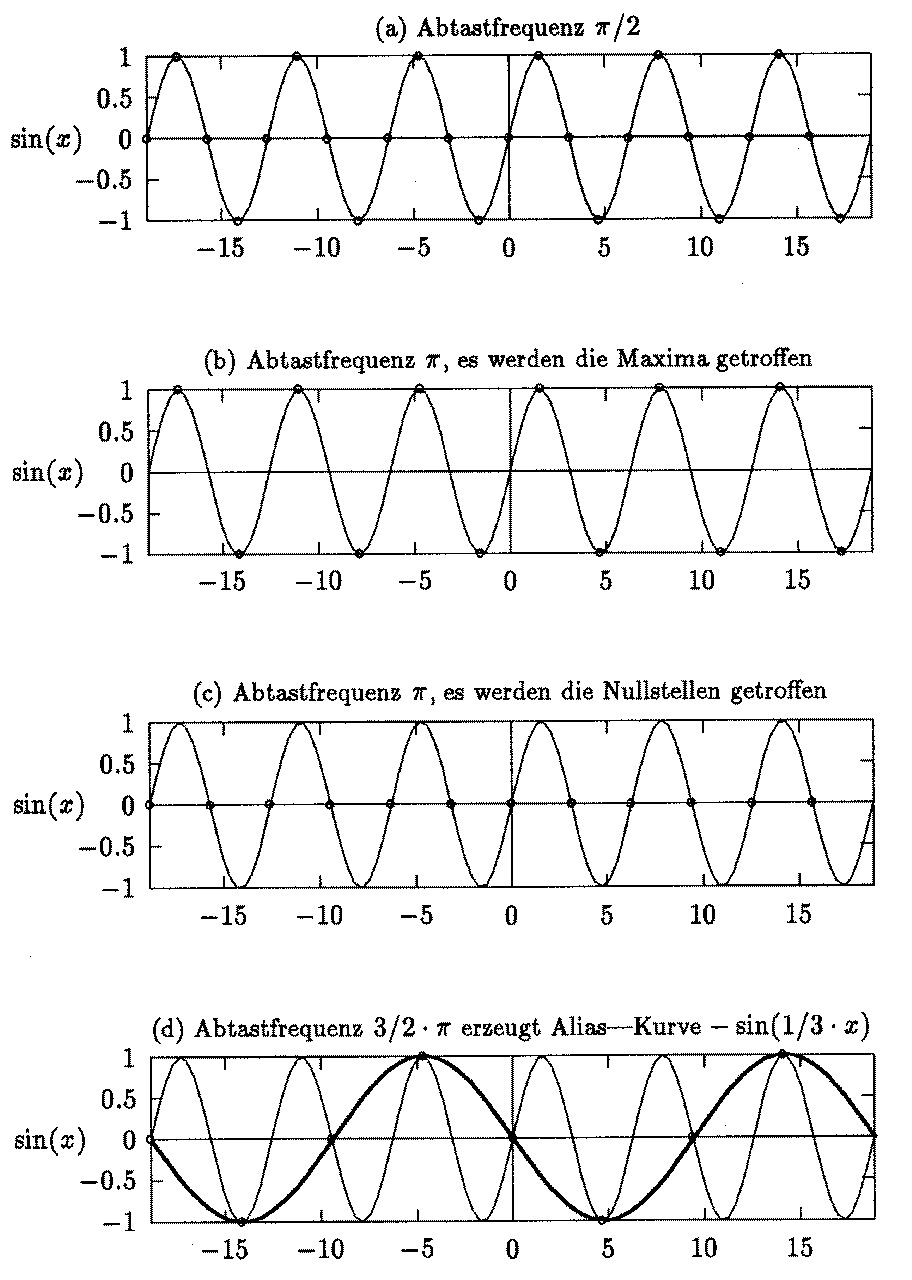 (a) Abtastfrequenz π/2
1
0.5
sin(x) 0
−0.5
−1
−15 −10 −5 0 5 10 15
(b) Abtastfrequenz π, es werden die Maxima getroffen
1
0.5
sin(x) 0
−0.5
−1
−15 −10 −5 0 5 10 15
(c) Abtastfrequenz π, es werden die Nullstellen getroffen
1
0.5
sin(x) 0
−0.5
−1
−15 −10 −5 0 5 10 15
(d) Abtastfrequenz 3/2 · π erzeugt Alias—Kurve − sin(1/3 · x)
1
0.5
sin(x) 0
−0.5
−1
−15 −10 −5 0 5 10 15